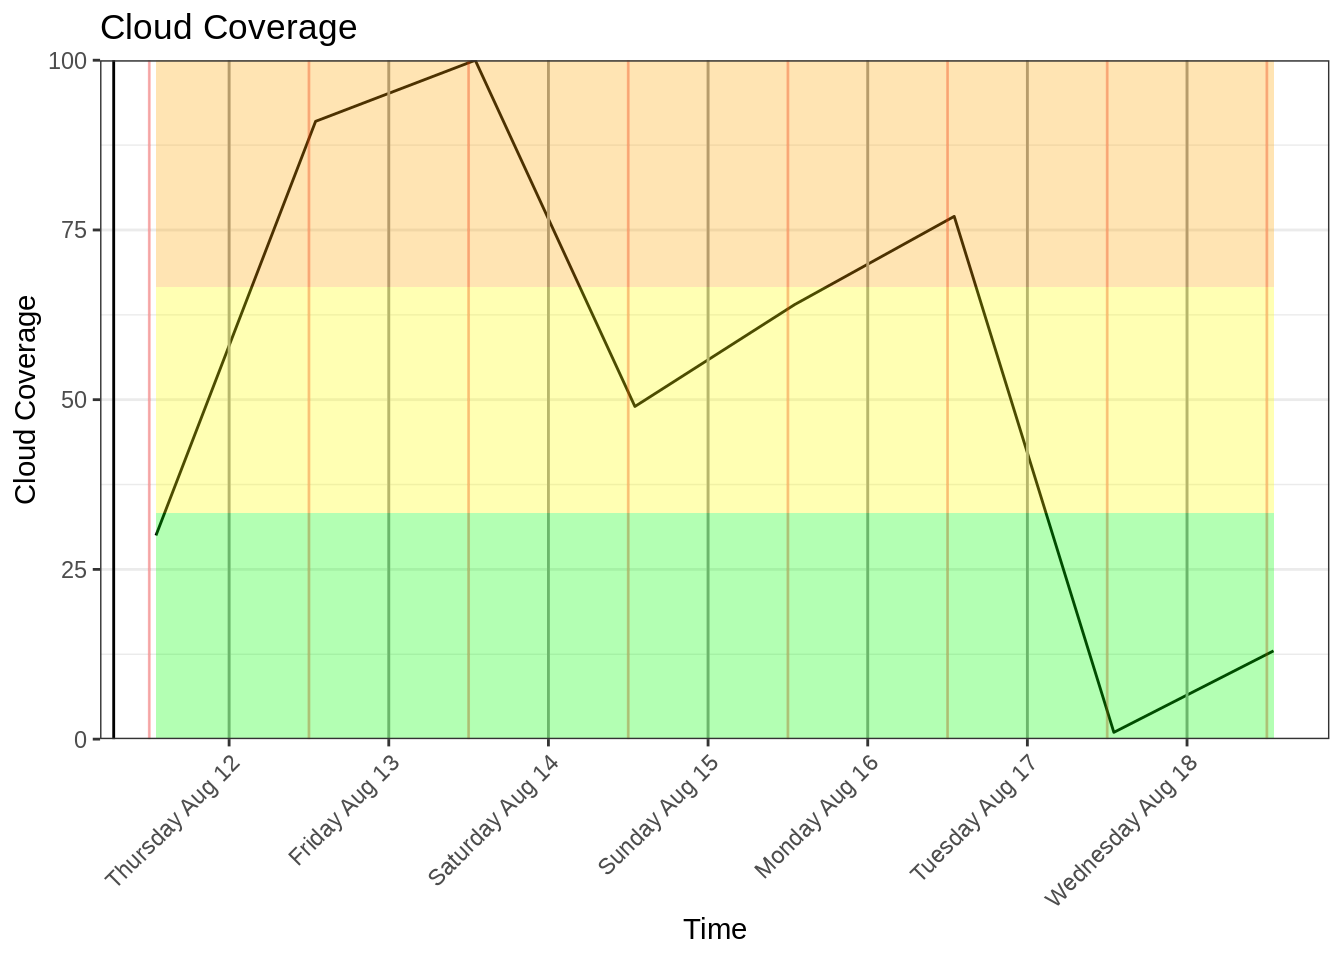 Cloud Coverage
100
75
50
25
0
Cloud Coverage
Thursday Aug 12
Friday Aug 13
Saturday Aug 14
Sunday Aug 15
Monday Aug 16
Tuesday Aug 17
Wednesday Aug 18
Time